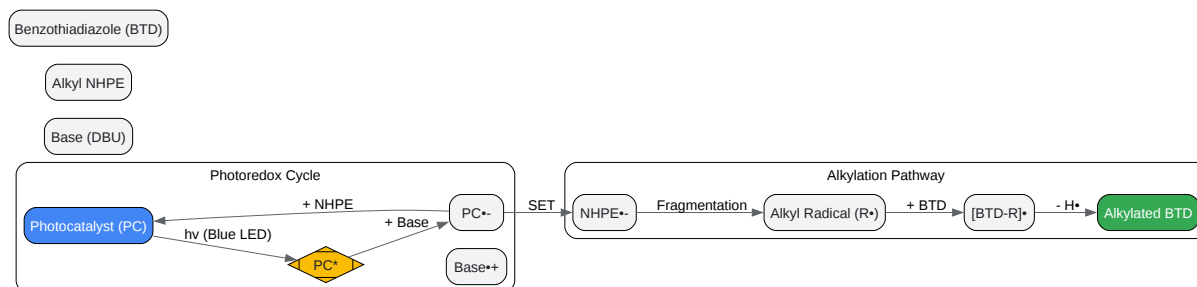 Benzothiadiazole (BTD)
Alkyl NHPE
Base (DBU)
Photoredox Cycle
Alkylation Pathway
Photocatalyst (PC)
+ NHPE
hv (Blue LED)
PC*
+ Base
PC•-
Base•+
SET
NHPE•-
Fragmentation
Alkyl Radical (R•)
+ BTD
[BTD-R]•
- H•
Alkylated BTD